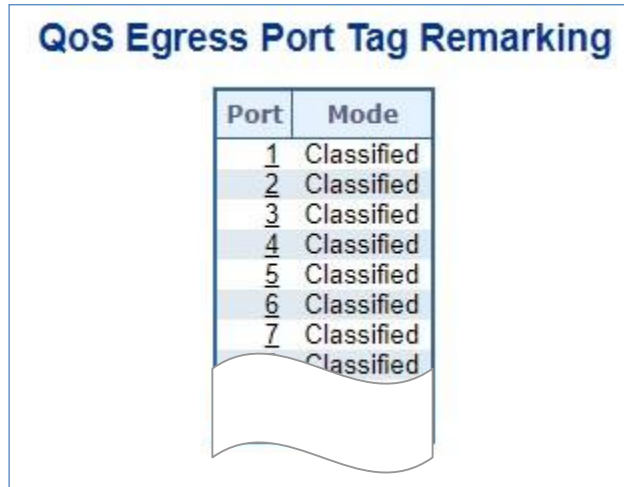 QoS Egress Port Tag Remarking
Port Mode
1 Classified
2 Classified
3 Classified
4 Classified
5 Classified
6 Classified
7 Classified
Classified